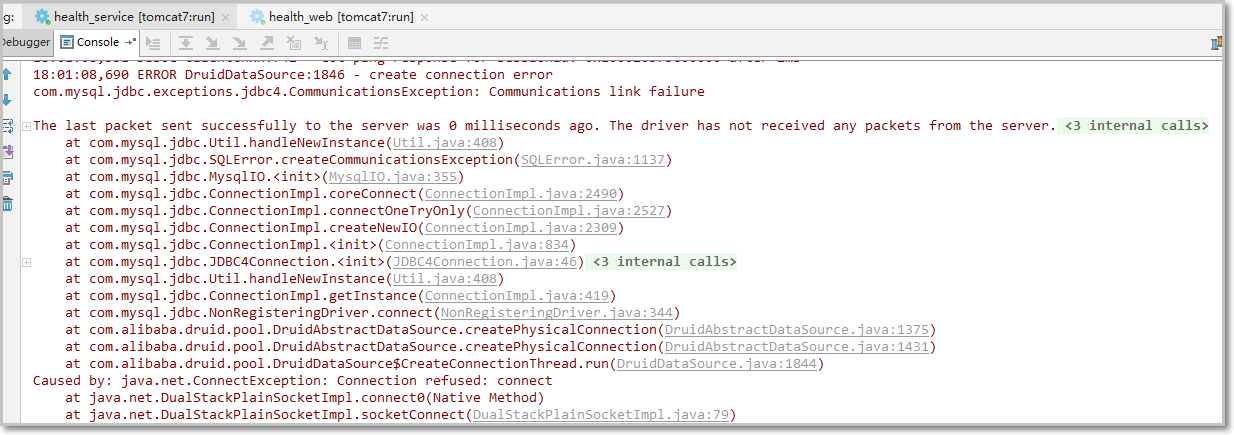 g: health_service [tomcat7:run] × health_web [tomcat7:run] ×
Debugger Console
18:01:08,690 ERROR DruidDataSource:1846 - create connection error
com.mysql.jdbc.exceptions.jdbc4.CommunicationsException: Communications link failure
The last packet sent successfully to the server was 0 milliseconds ago. The driver has not received any packets from the server. <3 internal calls>
at com.mysql.jdbc.Util.handleNewInstance(Util.java:408)
at com.mysql.jdbc.SQLError.createCommunicationsException(SQLError.java:1137)
at com.mysql.jdbc.MysqlIO.<init>(MysqlIO.java:355)
at com.mysql.jdbc.ConnectionImpl.coreConnect(ConnectionImpl.java:2490)
at com.mysql.jdbc.ConnectionImpl.connectOneTryOnly(ConnectionImpl.java:2527)
at com.mysql.jdbc.ConnectionImpl.createNewIO(ConnectionImpl.java:2309)
at com.mysql.jdbc.ConnectionImpl.<init>(ConnectionImpl.java:834)
at com.mysql.jdbc.JDBC4Connection.<init>(JDBC4Connection.java:46) <3 internal calls>
at com.mysql.jdbc.Util.handleNewInstance(Util.java:408)
at com.mysql.jdbc.ConnectionImpl.getInstance(ConnectionImpl.java:419)
at com.mysql.jdbc.NonRegisteringDriver.connect(NonRegisteringDriver.java:344)
at com.alibaba.druid.pool.DruidAbstractDataSource.createPhysicalConnection(DruidAbstractDataSource.java:1375)
at com.alibaba.druid.pool.DruidAbstractDataSource.createPhysicalConnection(DruidAbstractDataSource.java:1431)
at com.alibaba.druid.pool.DruidDataSource$CreateConnectionThread.run(DruidDataSource.java:1844)
Caused by: java.net.ConnectException: Connection refused: connect
at java.net.DualStackPlainSocketImpl.connect0(Native Method)
at java.net.DualStackPlainSocketImpl.socketConnect(DualStackPlainSocketImpl.java:79)